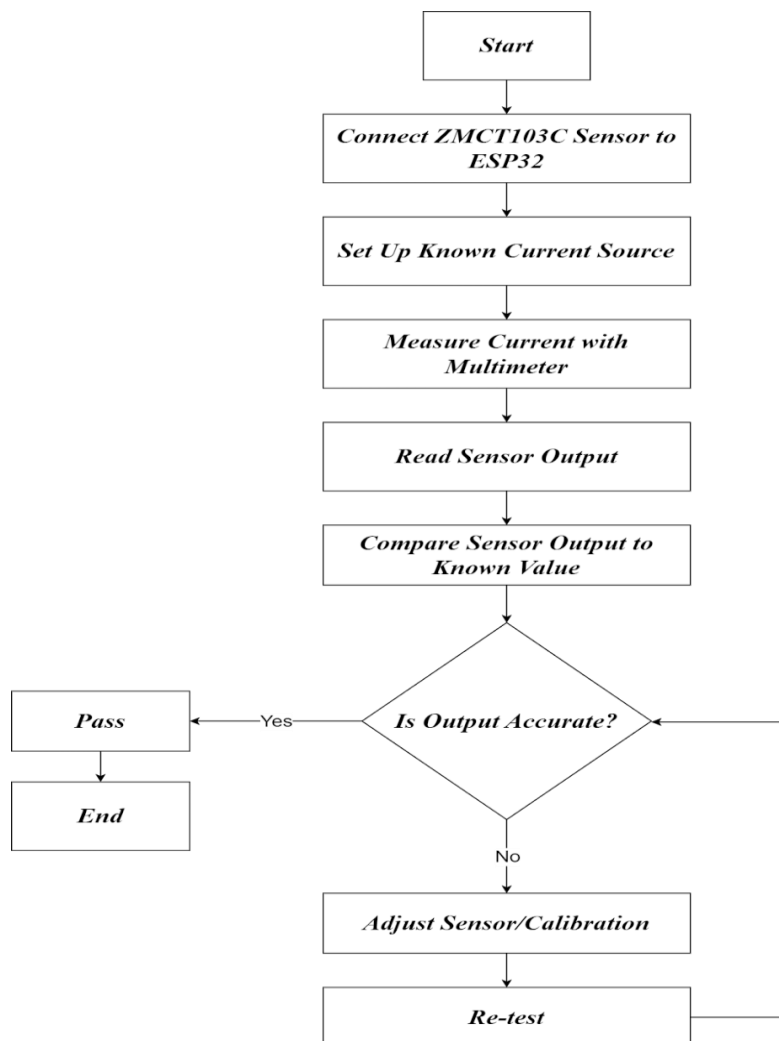 Start
Connect ZMCT103C Sensor to
ESP32
Set Up Known Current Source
Measure Current with
Multimeter
Read Sensor Output
Compare Sensor Output to
Known Value
Is Output Accurate?
Yes
Pass
End
No
Adjust Sensor/Calibration
Re-test